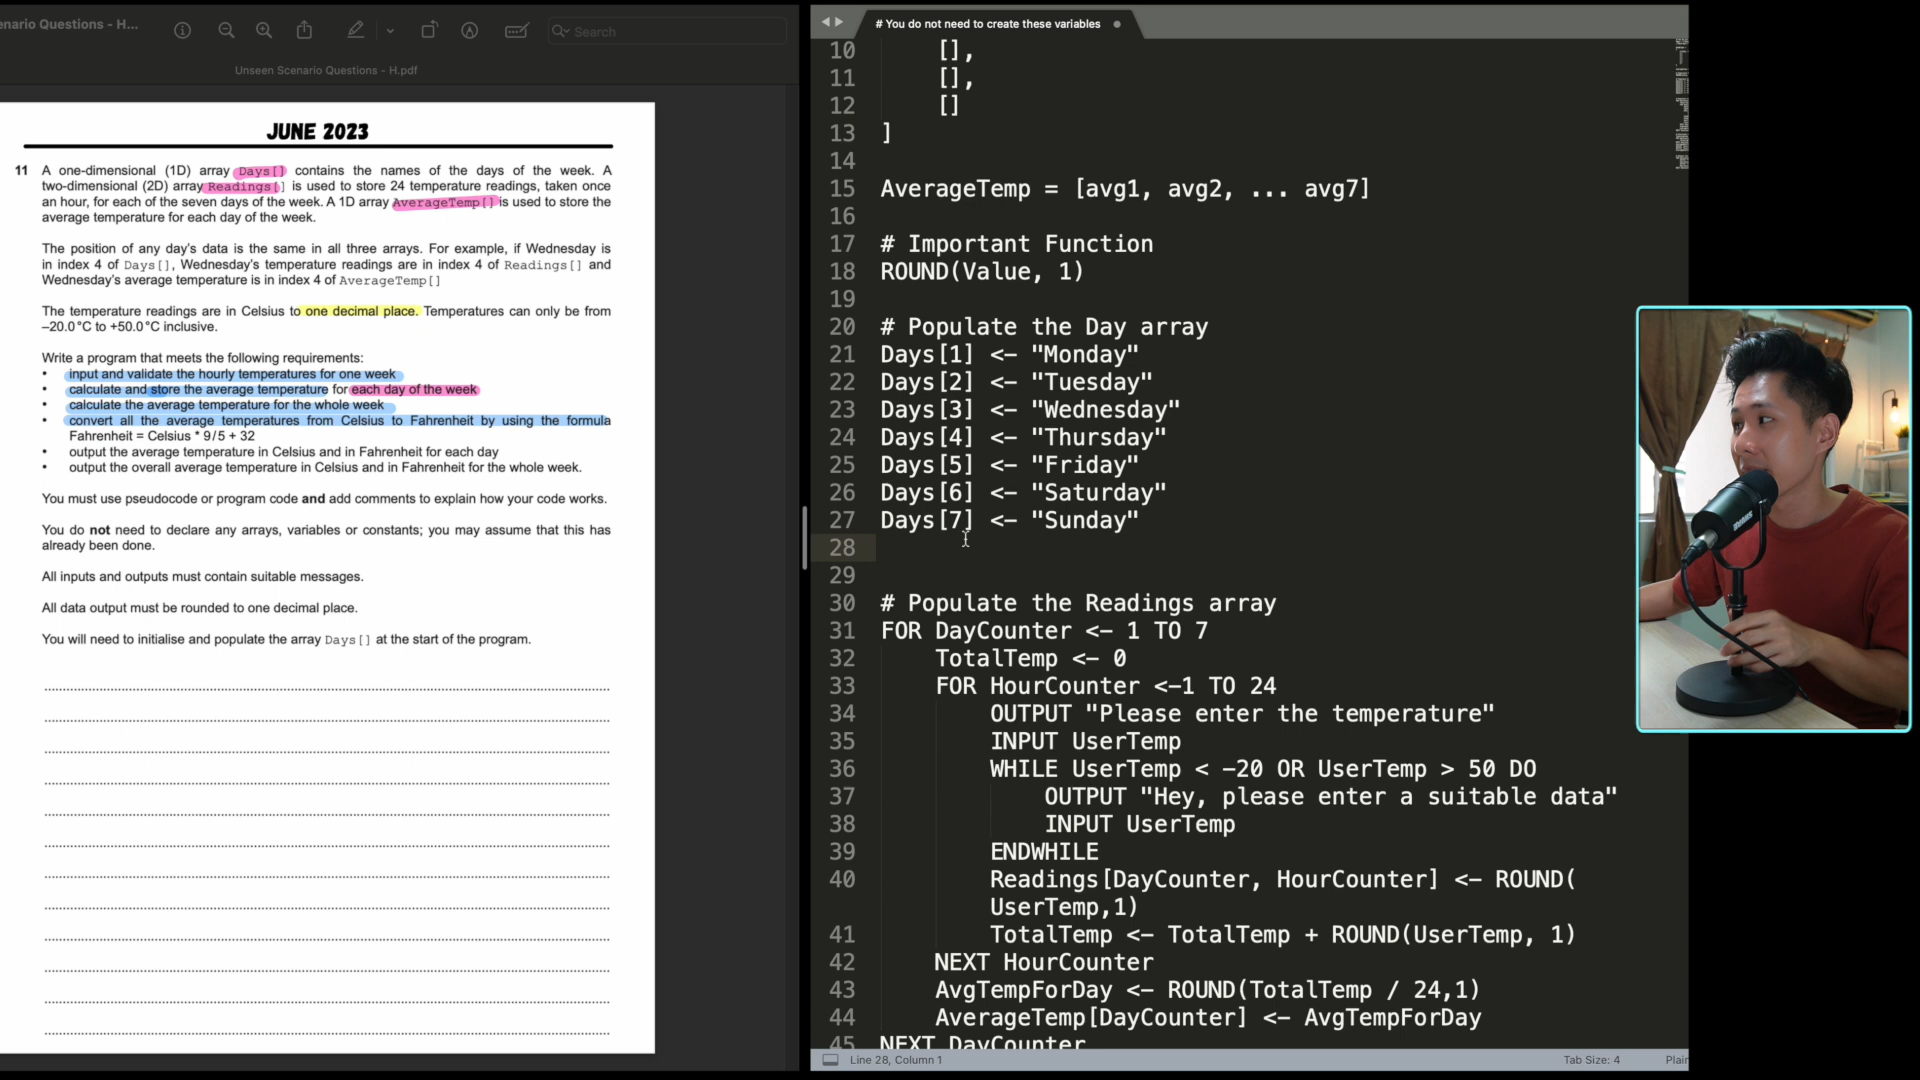 enario Questions - H...
Search
Unseen Scenario Questions - H.pdf
JUNE 2023
11 A one-dimensional (1D) array Days[] contains the names of the days of the week. A
two-dimensional (2D) array Readings[] is used to store 24 temperature readings, taken once
an hour, for each of the seven days of the week. A 1D array AverageTemp[] is used to store the
average temperature for each day of the week.
The position of any day's data is the same in all three arrays. For example, if Wednesday is
in index 4 of Days[], Wednesday's temperature readings are in index 4 of Readings[] and
Wednesday's average temperature is in index 4 of AverageTemp[]
The temperature readings are in Celsius to one decimal place. Temperatures can only be from
–20.0°C to +50.0°C inclusive.
Write a program that meets the following requirements:
• input and validate the hourly temperatures for one week
• calculate and store the average temperature for each day of the week
• calculate the average temperature for the whole week
• convert all the average temperatures from Celsius to Fahrenheit by using the formula
Fahrenheit = Celsius * 9/5 + 32
• output the average temperature in Celsius and in Fahrenheit for each day
• output the overall average temperature in Celsius and in Fahrenheit for the whole week.
You must use pseudocode or program code and add comments to explain how your code works.
You do not need to declare any arrays, variables or constants; you may assume that this has
already been done.
All inputs and outputs must contain suitable messages.
All data output must be rounded to one decimal place.
You will need to initialise and populate the array Days[] at the start of the program.
# You do not need to create these variables
10 [],
11 [],
12 []
13 ]
14
15 AverageTemp = [avg1, avg2, ... avg7]
16
17 # Important Function
18 ROUND(Value, 1)
19
20 # Populate the Day array
21 Days[1] <- "Monday"
22 Days[2] <- "Tuesday"
23 Days[3] <- "Wednesday"
24 Days[4] <- "Thursday"
25 Days[5] <- "Friday"
26 Days[6] <- "Saturday"
27 Days[7] <- "Sunday"
28
29
30 # Populate the Readings array
31 FOR DayCounter <- 1 TO 7
32 TotalTemp <- 0
33 FOR HourCounter <-1 TO 24
34 OUTPUT "Please enter the temperature"
35 INPUT UserTemp
36 WHILE UserTemp < -20 OR UserTemp > 50 DO
37 OUTPUT "Hey, please enter a suitable data"
38 INPUT UserTemp
39 ENDWHILE
40 Readings[DayCounter, HourCounter] <- ROUND(
UserTemp,1)
41 TotalTemp <- TotalTemp + ROUND(UserTemp, 1)
42 NEXT HourCounter
43 AvgTempForDay <- ROUND(TotalTemp / 24,1)
44 AverageTemp[DayCounter] <- AvgTempForDay
45 NEXT DayCounter
Line 28, Column 1
Tab Size: 4
Plain